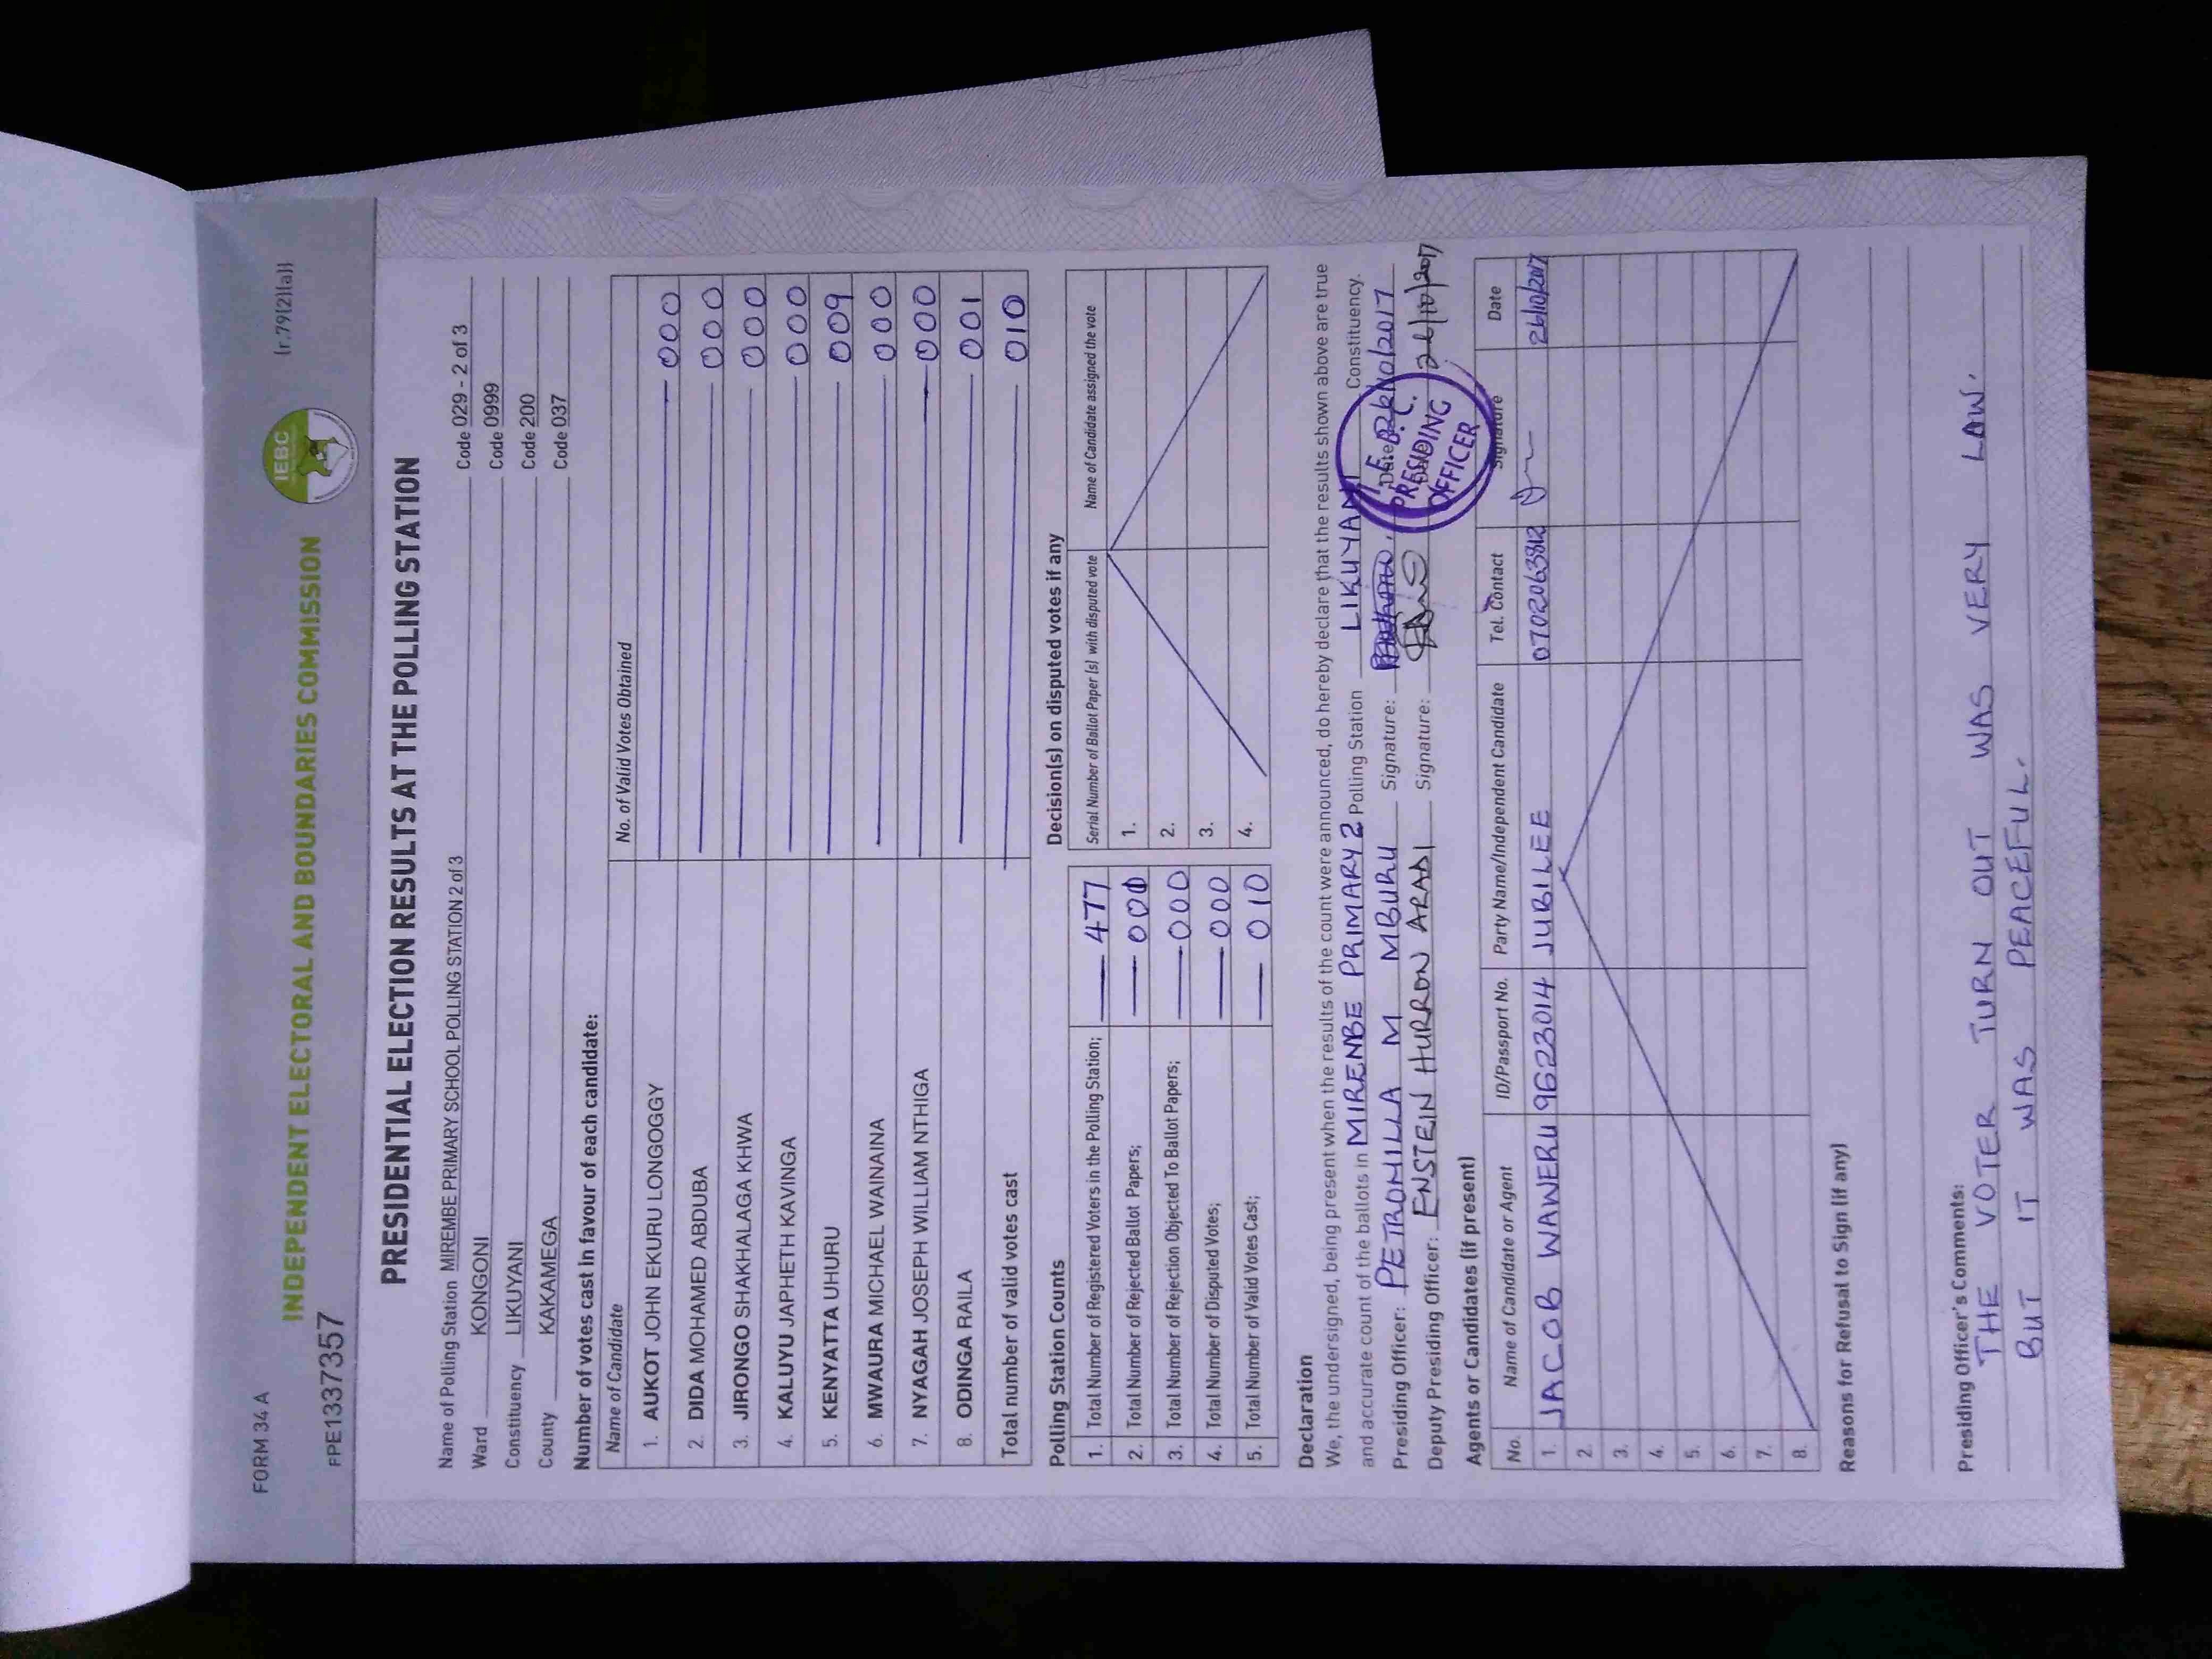 FORM 34 A
(r.79(2)(a))
INDEPENDENT ELECTORAL AND BOUNDARIES COMMISSION
IEBC
FPE1337357
PRESIDENTIAL ELECTION RESULTS AT THE POLLING STATION
Name of Polling Station MIREMBE PRIMARY SCHOOL POLLING STATION 2 of 3 Code 029 - 2 of 3
Ward KONGONI Code 0999
Constituency LIKUYANI Code 200
County KAKAMEGA Code 037
Number of votes cast in favour of each candidate:
Name of Candidate No. of Valid Votes Obtained
1. AUKOT JOHN EKURU LONGOGGY 000
2. DIDA MOHAMED ABDUBA 000
3. JIRONGO SHAKHALAGA KHWA 000
4. KALUYU JAPHETH KAVINGA 000
5. KENYATTA UHURU 009
6. MWAURA MICHAEL WAINAINA 000
7. NYAGAH JOSEPH WILLIAM NTHIGA 000
8. ODINGA RAILA 001
Total number of valid votes cast 010
Polling Station Counts
1. Total Number of Registered Voters in the Polling Station; 477
2. Total Number of Rejected Ballot Papers;
3. Total Number of Rejection Objected To Ballot Papers; 000
4. Total Number of Disputed Votes; 000
5. Total Number of Valid Votes Cast; 010
Decision(s) on disputed votes if any
Serial Number of Ballot Paper (s) with disputed vote Name of Candidate assigned the vote
1.
2.
3.
4.
Declaration
We, the undersigned, being present when the results of the count were announced, do hereby declare that the results shown above are true
and accurate count of the ballots in MIRENBE PRIMARY 2 Polling Station LIKUYANI Constituency.
Presiding Officer: PETRONILLA M MBURU Signature: Date 26/10/2017
Deputy Presiding Officer: ENSTEIN HURRON ARADI Signature: Date 26/10/2017
I.E.B.C.
PRESIDING
OFFICER
Agents or Candidates (if present)
No. Name of Candidate or Agent ID/Passport No. Party Name/Independent Candidate Tel. Contact Signature Date
1. JACOB WAWERU 96223014 JUBILEE 0702063812 26/10/2017
2.
3.
4.
5.
6.
7.
8.
Reasons for Refusal to Sign (if any)
Presiding Officer's Comments:
THE VOTER TURN OUT WAS VERY LAW.
BUT IT WAS PEACEFUL.